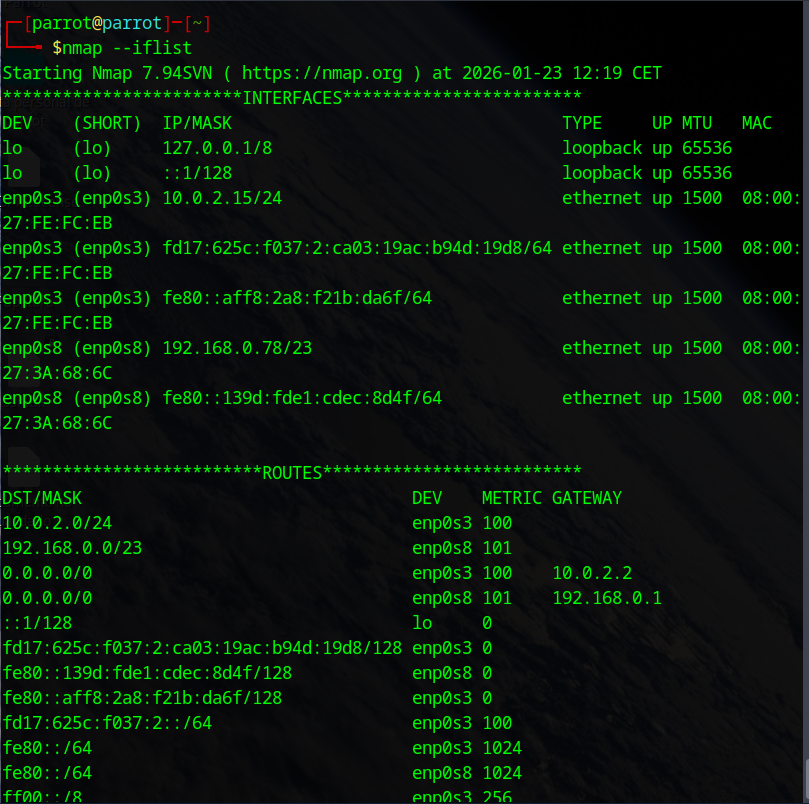 ┌─[parrot@parrot]─[~]
└──╼ $nmap --iflist
Starting Nmap 7.94SVN ( https://nmap.org ) at 2026-01-23 12:19 CET
************************INTERFACES************************
DEV    (SHORT)  IP/MASK                                 TYPE     UP MTU   MAC
lo     (lo)     127.0.0.1/8                             loopback up 65536
lo     (lo)     ::1/128                                 loopback up 65536
enp0s3 (enp0s3) 10.0.2.15/24                            ethernet up 1500  08:00:
27:FE:FC:EB
enp0s3 (enp0s3) fd17:625c:f037:2:ca03:19ac:b94d:19d8/64 ethernet up 1500  08:00:
27:FE:FC:EB
enp0s3 (enp0s3) fe80::aff8:2a8:f21b:da6f/64             ethernet up 1500  08:00:
27:FE:FC:EB
enp0s8 (enp0s8) 192.168.0.78/23                         ethernet up 1500  08:00:
27:3A:68:6C
enp0s8 (enp0s8) fe80::139d:fde1:cdec:8d4f/64            ethernet up 1500  08:00:
27:3A:68:6C
**************************ROUTES**************************
DST/MASK                                 DEV    METRIC GATEWAY
10.0.2.0/24                              enp0s3 100
192.168.0.0/23                           enp0s8 101
0.0.0.0/0                                enp0s3 100    10.0.2.2
0.0.0.0/0                                enp0s8 101    192.168.0.1
::1/128                                  lo     0
fd17:625c:f037:2:ca03:19ac:b94d:19d8/128 enp0s3 0
fe80::139d:fde1:cdec:8d4f/128            enp0s8 0
fe80::aff8:2a8:f21b:da6f/128             enp0s3 0
fd17:625c:f037:2::/64                    enp0s3 100
fe80::/64                                enp0s3 1024
fe80::/64                                enp0s8 1024
ff00::/8                                 enp0s3 256